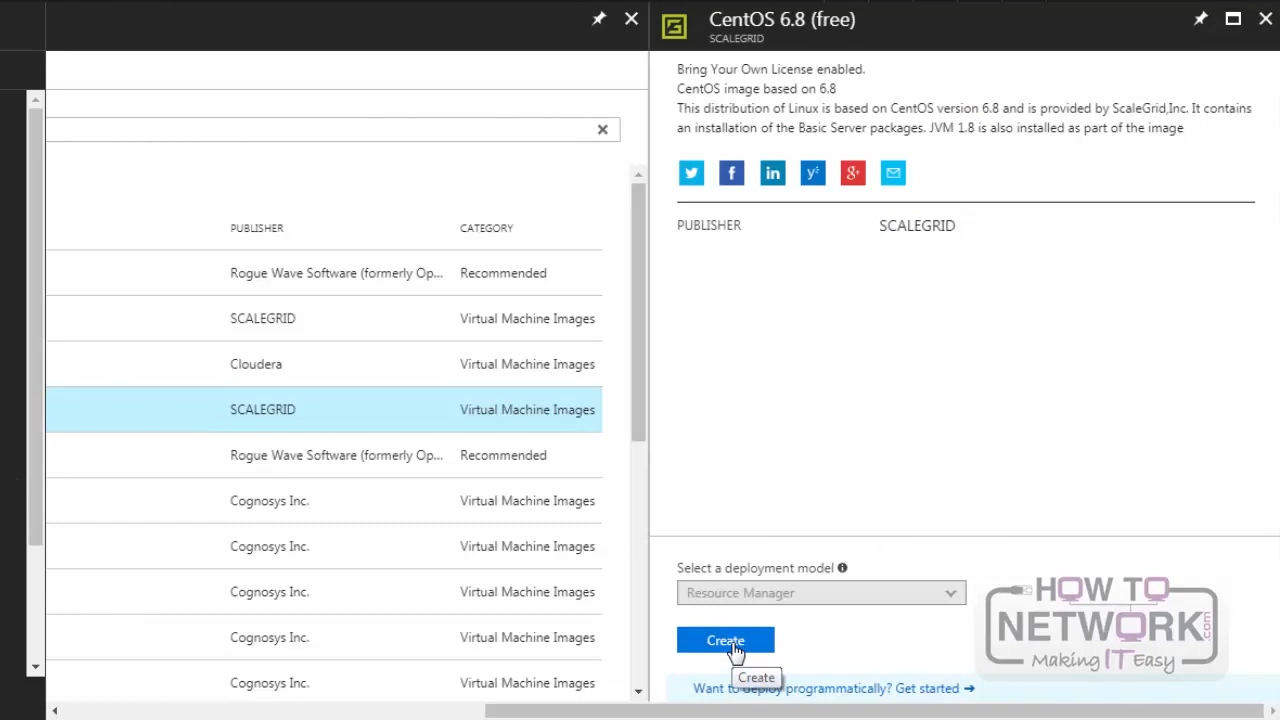 CentOS 6.8 (free)
SCALEGRID
Bring Your Own License enabled.
CentOS image based on 6.8
This distribution of Linux is based on CentOS version 6.8 and is provided by ScaleGrid,Inc. It contains
an installation of the Basic Server packages. JVM 1.8 is also installed as part of the image
f in y g+
PUBLISHER SCALEGRID
PUBLISHER CATEGORY
Rogue Wave Software (formerly Op... Recommended
SCALEGRID Virtual Machine Images
Cloudera Virtual Machine Images
SCALEGRID Virtual Machine Images
Rogue Wave Software (formerly Op... Recommended
Cognosys Inc. Virtual Machine Images
Cognosys Inc. Virtual Machine Images
Cognosys Inc. Virtual Machine Images
Cognosys Inc. Virtual Machine Images
Cognosys Inc. Virtual Machine Images
Select a deployment model
Resource Manager
Create
Create
Want to deploy programmatically? Get started
HOW TO
NETWORK.com
Making IT Easy